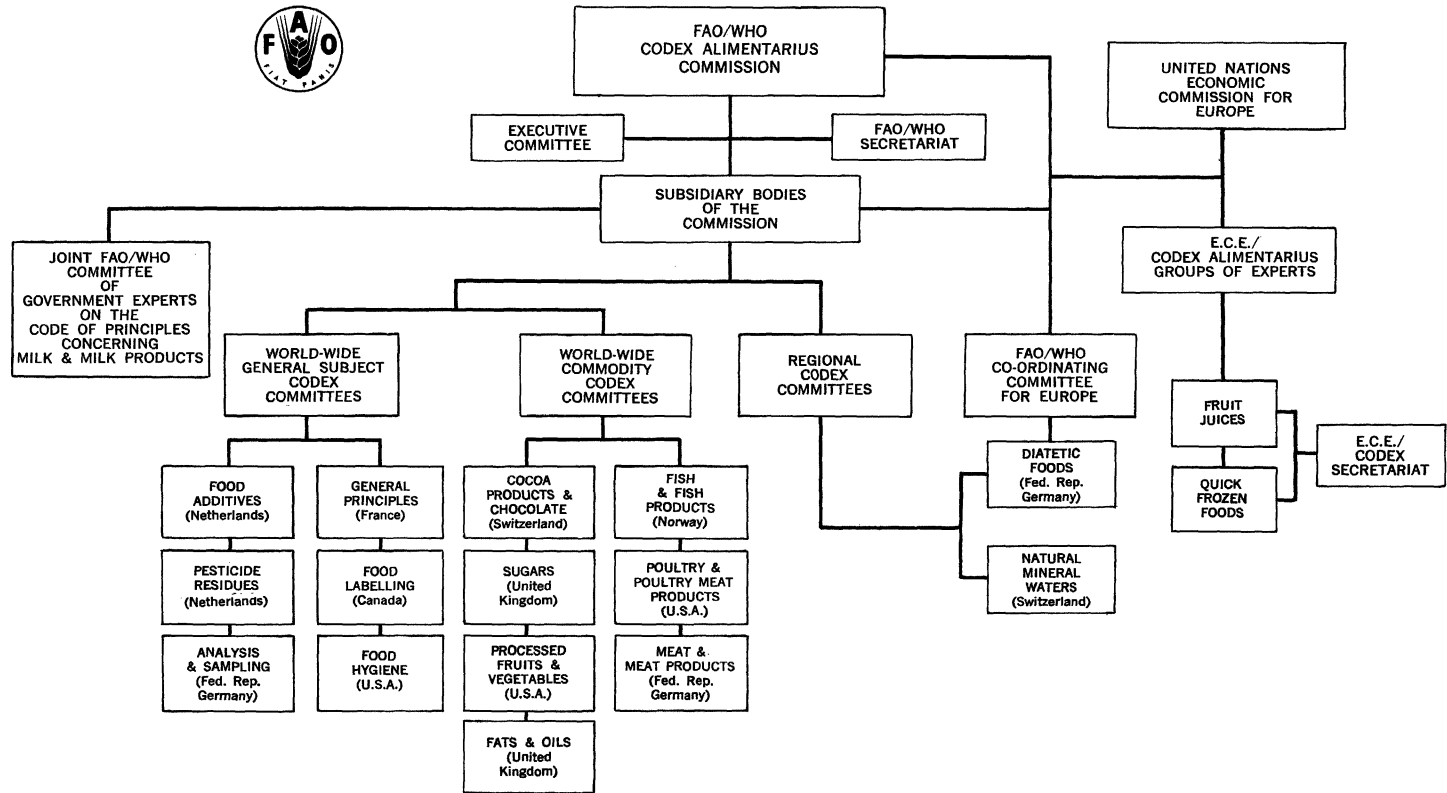 F A O
FIAT PANIS
FAO/WHO
CODEX ALIMENTARIUS
COMMISSION
UNITED NATIONS
ECONOMIC
COMMISSION FOR
EUROPE
EXECUTIVE
COMMITTEE
FAO/WHO
SECRETARIAT
SUBSIDIARY BODIES
OF THE
COMMISSION
JOINT FAO/WHO
COMMITTEE
OF
GOVERNMENT EXPERTS
ON THE
CODE OF PRINCIPLES
CONCERNING
MILK & MILK PRODUCTS
E.C.E./
CODEX ALIMENTARIUS
GROUPS OF EXPERTS
WORLD-WIDE
GENERAL SUBJECT
CODEX
COMMITTEES
WORLD-WIDE
COMMODITY
CODEX
COMMITTEES
REGIONAL
CODEX
COMMITTEES
FAO/WHO
CO-ORDINATING
COMMITTEE
FOR EUROPE
FRUIT
JUICES
E.C.E./
CODEX
SECRETARIAT
QUICK
FROZEN
FOODS
FOOD
ADDITIVES
(Netherlands)
GENERAL
PRINCIPLES
(France)
COCOA
PRODUCTS &
CHOCOLATE
(Switzerland)
FISH
& FISH
PRODUCTS
(Norway)
DIATETIC
FOODS
(Fed. Rep.
Germany)
PESTICIDE
RESIDUES
(Netherlands)
FOOD
LABELLING
(Canada)
SUGARS
(United
Kingdom)
POULTRY &
POULTRY MEAT
PRODUCTS
(U.S.A.)
NATURAL
MINERAL
WATERS
(Switzerland)
ANALYSIS
& SAMPLING
(Fed. Rep.
Germany)
FOOD
HYGIENE
(U.S.A.)
PROCESSED
FRUITS &
VEGETABLES
(U.S.A.)
MEAT &
MEAT PRODUCTS
(Fed. Rep.
Germany)
FATS & OILS
(United
Kingdom)